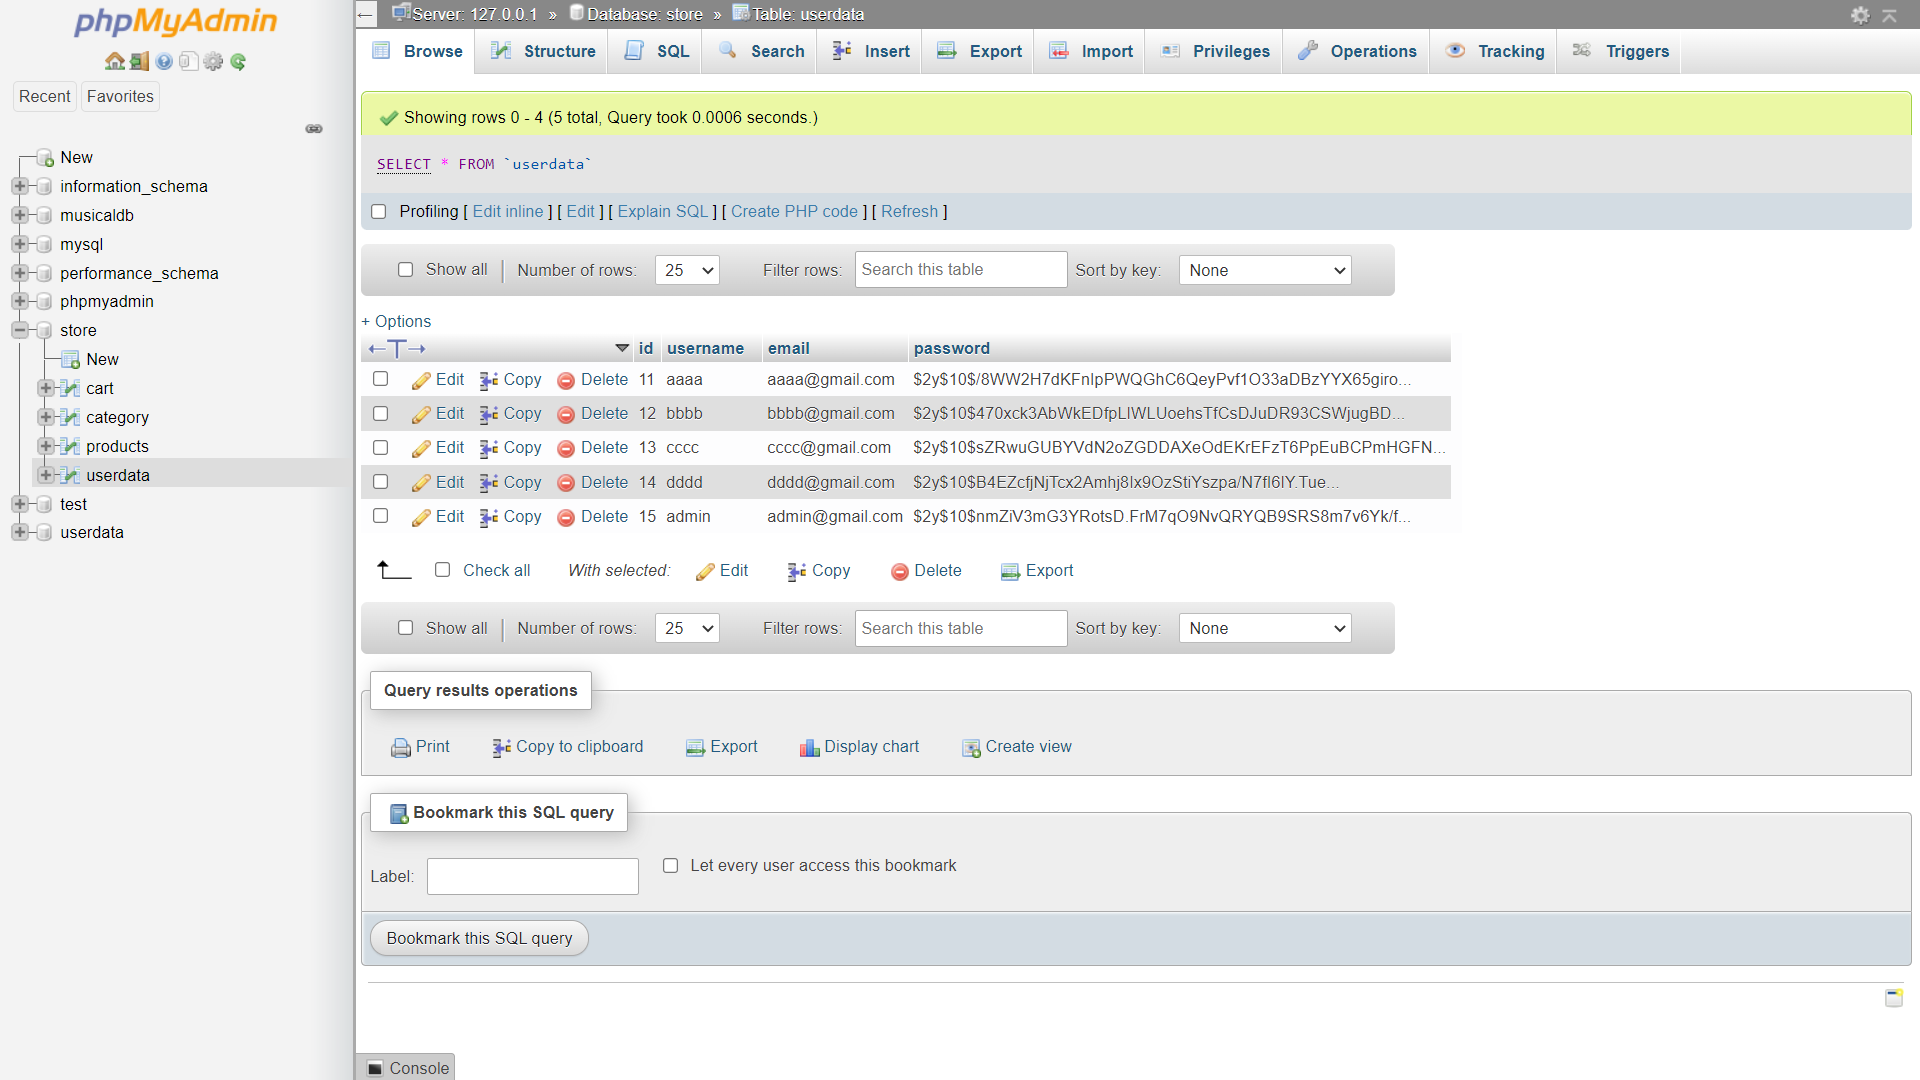 phpMyAdmin
Recent Favorites
New
information_schema
musicaldb
mysql
performance_schema
phpmyadmin
store
New
cart
category
products
userdata
test
userdata
Server: 127.0.0.1 » Database: store » Table: userdata
Browse Structure SQL Search Insert Export Import Privileges Operations Tracking Triggers
Showing rows 0 - 4 (5 total, Query took 0.0006 seconds.)
SELECT * FROM `userdata`
Profiling [ Edit inline ] [ Edit ] [ Explain SQL ] [ Create PHP code ] [ Refresh ]
Show all Number of rows: 25 Filter rows: Search this table Sort by key: None
+ Options
id username email password
Edit Copy Delete 11 aaaa aaaa@gmail.com $2y$10$/8WW2H7dKFnIpPWQGhC6QeyPvf1O33aDBzYYX65giro...
Edit Copy Delete 12 bbbb bbbb@gmail.com $2y$10$470xck3AbWkEDfpLlWLUoehsTfCsDJuDR93CSWjugBD...
Edit Copy Delete 13 cccc cccc@gmail.com $2y$10$sZRwuGUBYVdN2oZGDDAXeOdEKrEFzT6PpEuBCPmHGFN...
Edit Copy Delete 14 dddd dddd@gmail.com $2y$10$B4EZcfjNjTcx2Amhj8Ix9OzStiYszpa/N7fl6lY.Tue...
Edit Copy Delete 15 admin admin@gmail.com $2y$10$nmZiV3mG3YRotsD.FrM7qO9NvQRYQB9SRS8m7v6Yk/f...
Check all With selected: Edit Copy Delete Export
Show all Number of rows: 25 Filter rows: Search this table Sort by key: None
Query results operations
Print Copy to clipboard Export Display chart Create view
Bookmark this SQL query
Label: Let every user access this bookmark
Bookmark this SQL query
Console